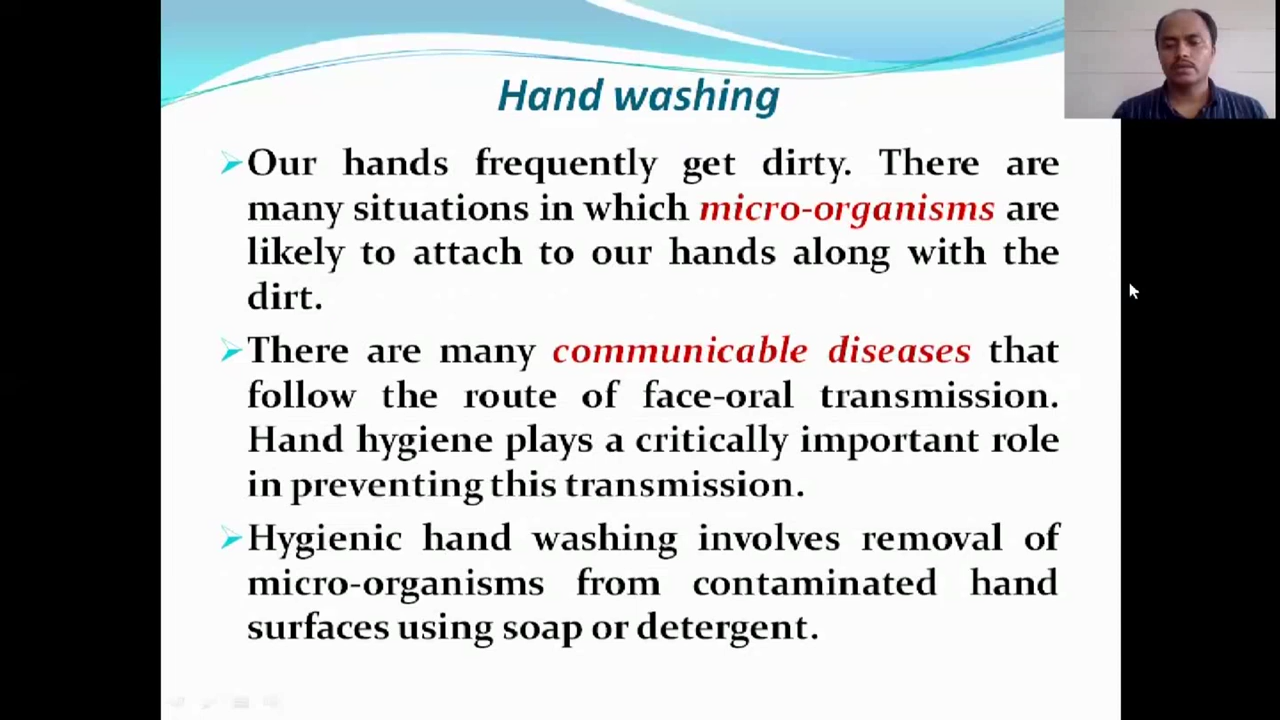 Hand washing
Our hands frequently get dirty. There are
many situations in which micro-organisms are
likely to attach to our hands along with the
dirt.
There are many communicable diseases that
follow the route of face-oral transmission.
Hand hygiene plays a critically important role
in preventing this transmission.
Hygienic hand washing involves removal of
micro-organisms from contaminated hand
surfaces using soap or detergent.